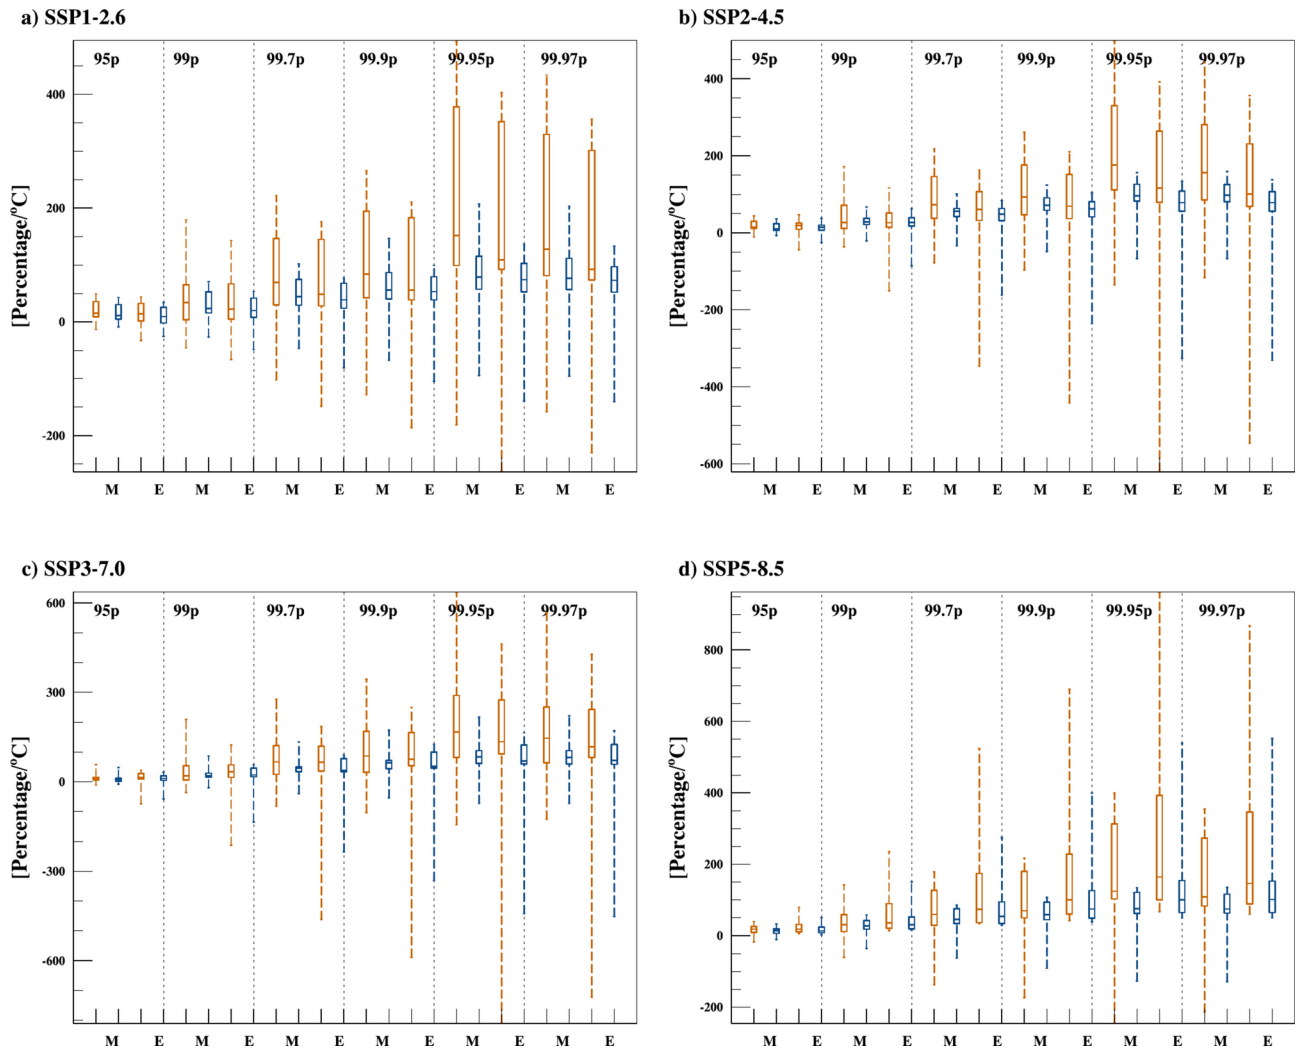 a) SSP1-2.6
95p 99p 99.7p 99.9p 99.95p 99.97p
400
200
0
-200
[Percentage/°C]
M E M E M E M E M E M E
b) SSP2-4.5
95p 99p 99.7p 99.9p 99.95p 99.97p
400
200
0
-200
-400
-600
[Percentage/°C]
M E M E M E M E M E M E
c) SSP3-7.0
95p 99p 99.7p 99.9p 99.95p 99.97p
600
300
0
-300
-600
[Percentage/°C]
M E M E M E M E M E M E
d) SSP5-8.5
95p 99p 99.7p 99.9p 99.95p 99.97p
800
600
400
200
0
-200
[Percentage/°C]
M E M E M E M E M E M E